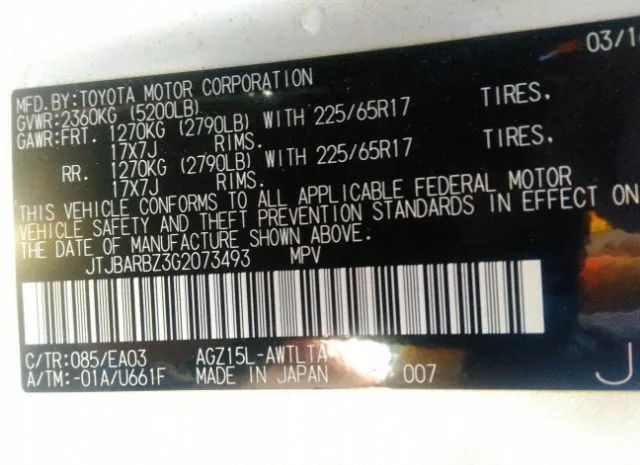 03/1
MFD.BY:TOYOTA MOTOR CORPORATION
GVWR:2360KG (5200LB)
GAWR:FRT. 1270KG (2790LB) WITH 225/65R17 TIRES.
17X7J RIMS.
RR. 1270KG (2790LB) WITH 225/65R17 TIRES.
17X7J RIMS.
THIS VEHICLE CONFORMS TO ALL APPLICABLE FEDERAL MOTOR
VEHICLE SAFETY AND THEFT PREVENTION STANDARDS IN EFFECT ON
THE DATE OF MANUFACTURE SHOWN ABOVE.
JTJBARBZ3G2073493 MPV
C/TR:085/EA03 AGZ15L-AWTLTA
A/TM:-01A/U661F MADE IN JAPAN 007
J